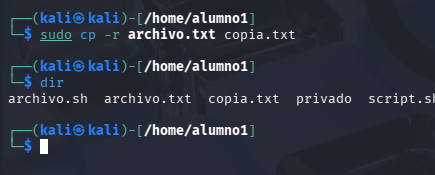 ┌──(kali㉿kali)-[/home/alumno1]
└─$ sudo cp -r archivo.txt copia.txt
┌──(kali㉿kali)-[/home/alumno1]
└─$ dir
archivo.sh  archivo.txt  copia.txt  privado  script.sh
┌──(kali㉿kali)-[/home/alumno1]
└─$